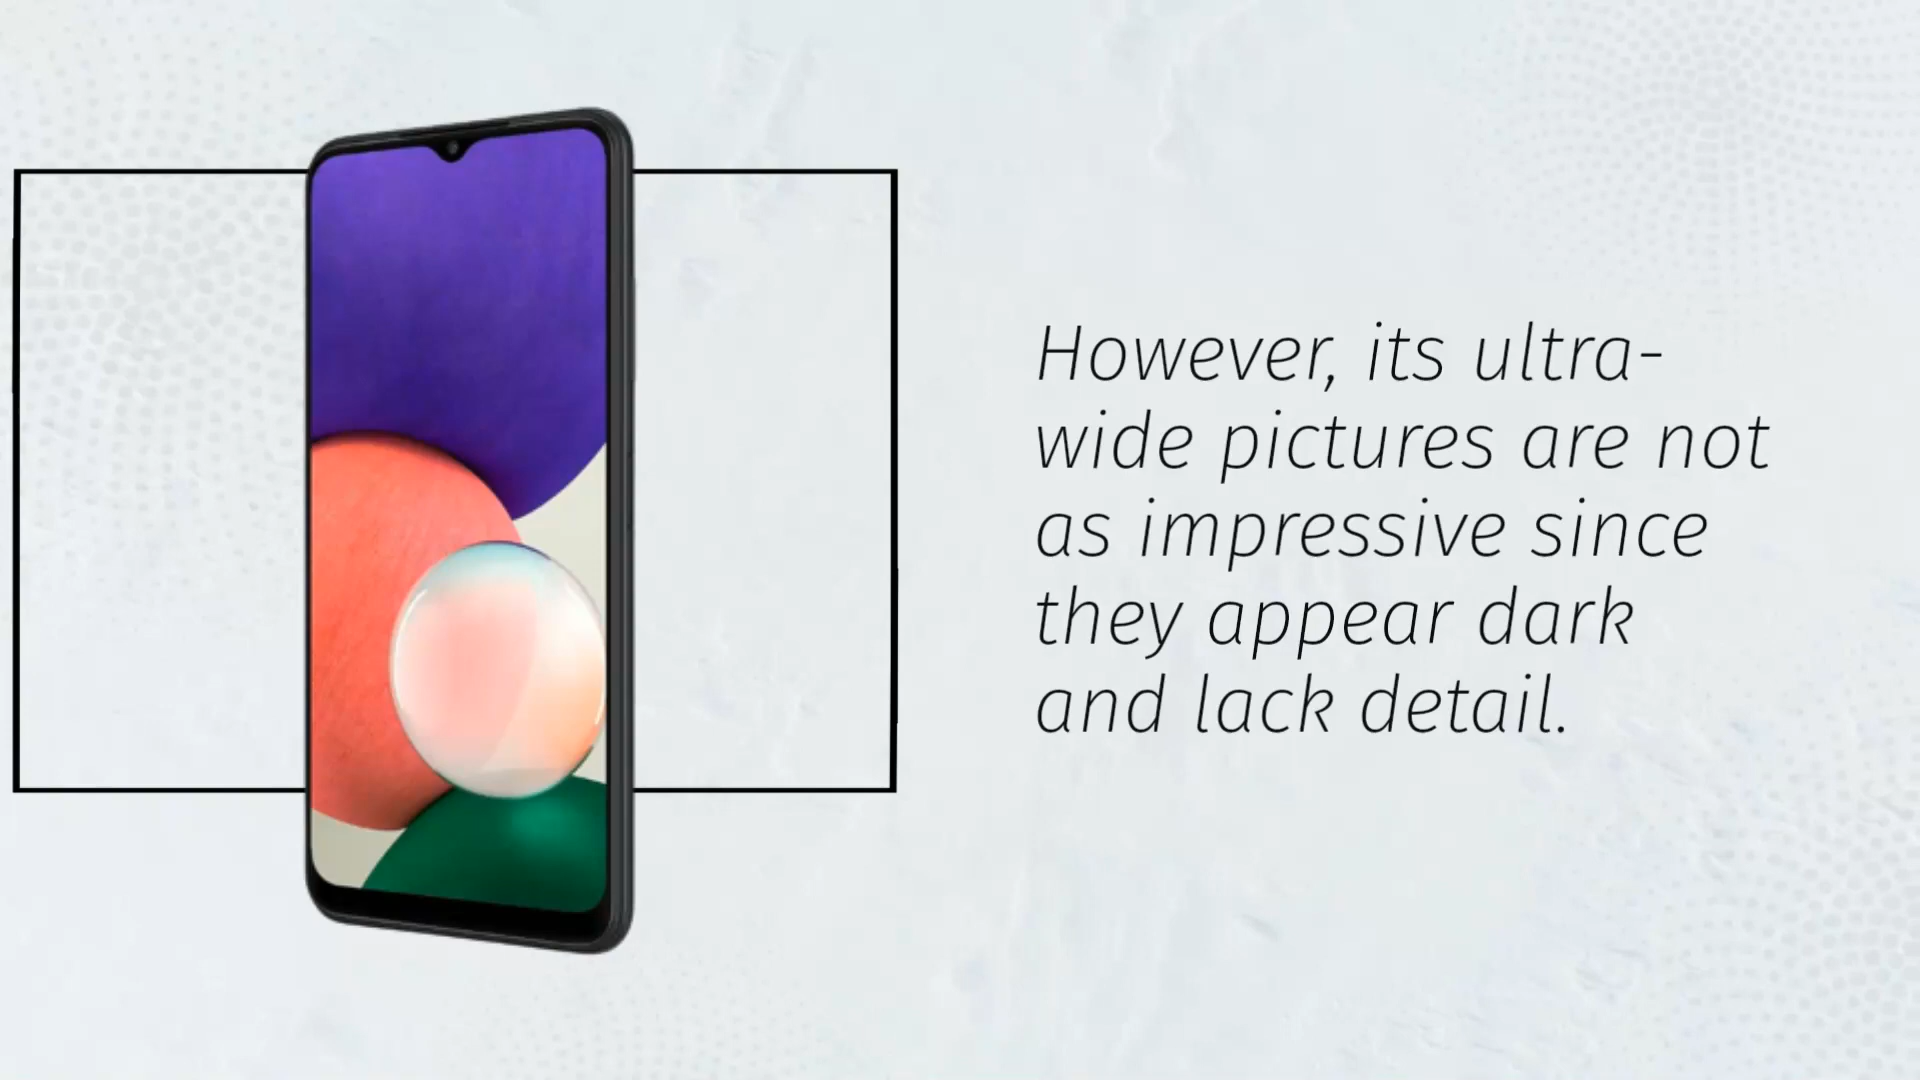 However, its ultra-
wide pictures are not
as impressive since
they appear dark
and lack detail.